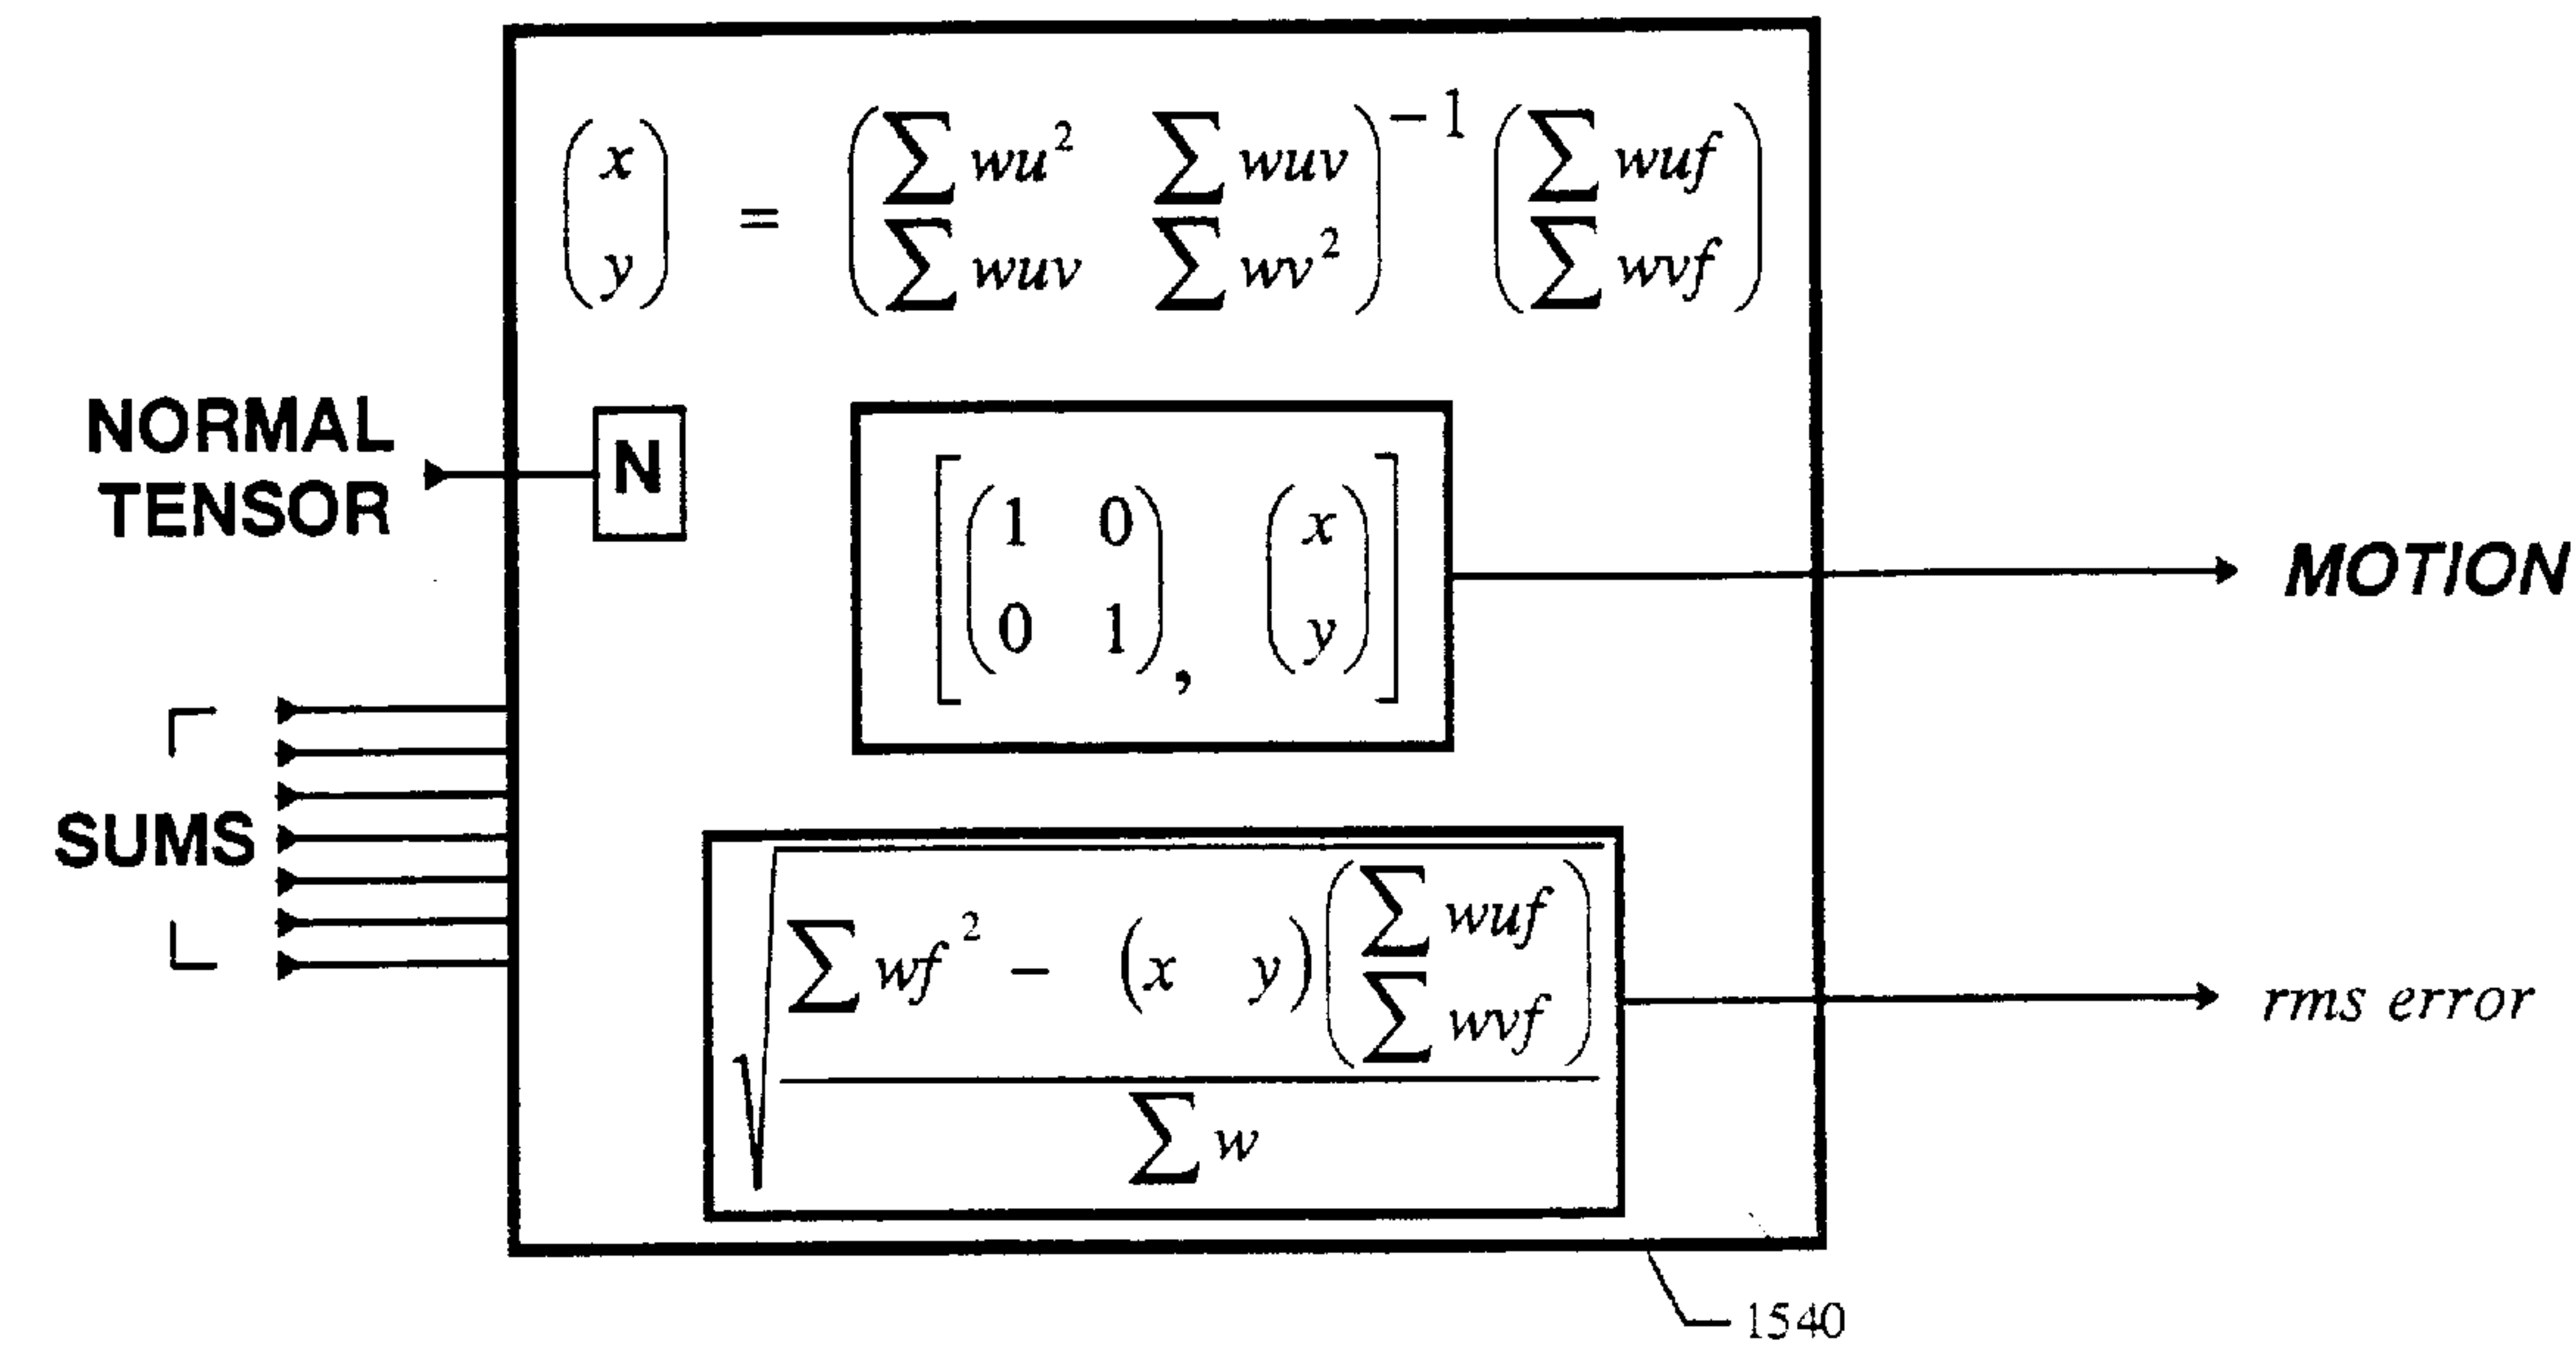 (x y) = (∑wu² ∑wuv ∑wuv ∑wv²)⁻¹ (∑wuf ∑wvf)
NORMAL
TENSOR
N
[(1 0 0 1), (x y)]
MOTION
SUMS
√((∑wf² − (x y)(∑wuf ∑wvf)) / ∑w)
rms error
1540